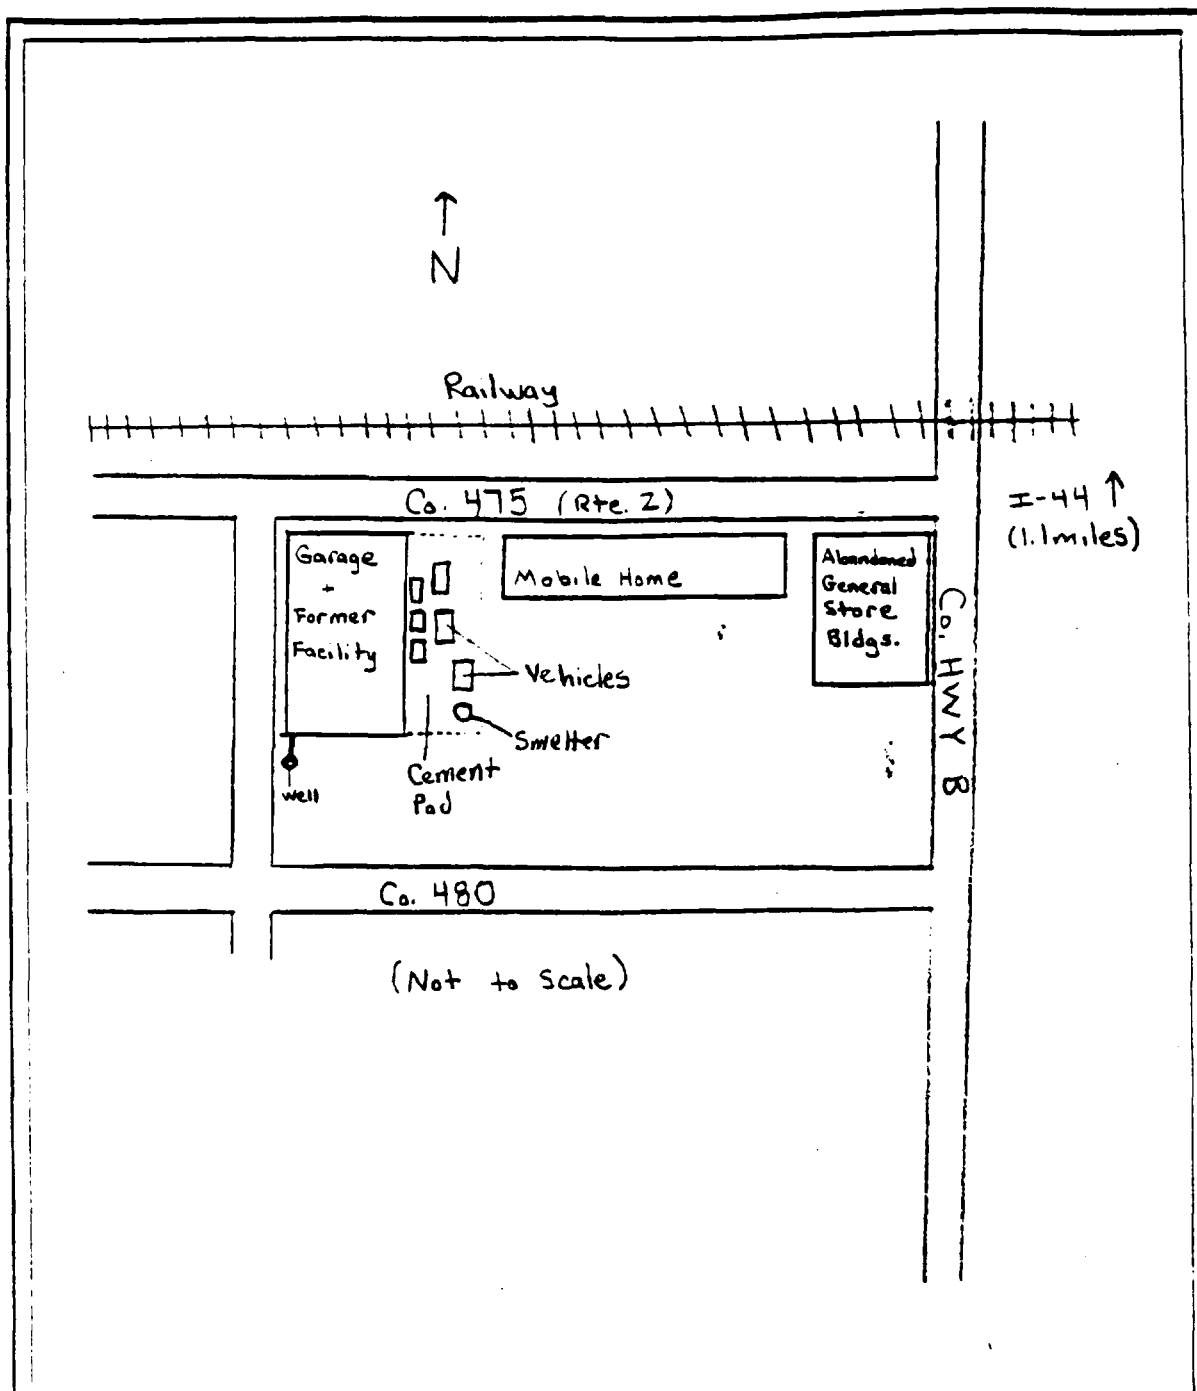 N
Railway
Co. 475 (Rte. 2)
I-44 ↑
(1.1 miles)
Garage
+
Former
Facility
Mobile Home
Abandoned
General
Store
Bldgs.
Co. HWY B
Vehicles
Smelter
Cement
Pad
Well
Co. 480
(Not to Scale)